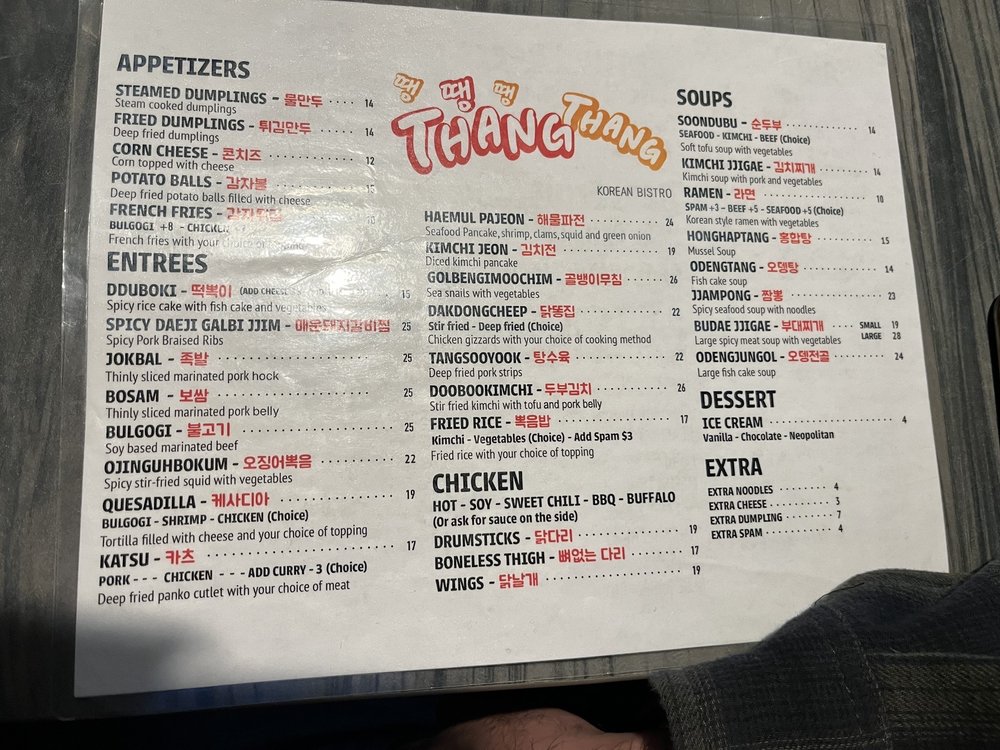 APPETIZERS
STEAMED DUMPLINGS - 물만두 ···· 14
Steam cooked dumplings
FRIED DUMPLINGS - 튀김만두 ···· 14
Deep fried dumplings
CORN CHEESE - 콘치즈 ···· 12
Corn topped with cheese
POTATO BALLS - 감자볼 ···· 15
Deep fried potato balls filled with cheese
FRENCH FRIES -
BULGOGI +8 - CHICKEN
French fries with your choice of
ENTREES
DDUBOKI - 떡볶이 (ADD CHEESE 15
Spicy rice cake with fish cake and vegetables
SPICY DAEJI GALBI JJIM - 매운돼지갈비찜 25
Spicy Pork Braised Ribs
JOKBAL - 족발 ···· 25
Thinly sliced marinated pork hock
BOSAM - 보쌈 ···· 25
Thinly sliced marinated pork belly
BULGOGI - 불고기 ···· 25
Soy based marinated beef
OJINGUHBOKUM - 오징어뽁음 ···· 22
Spicy stir-fried squid with vegetables
QUESADILLA - 케사디아 ···· 19
BULGOGI - SHRIMP - CHICKEN (Choice)
Tortilla filled with cheese and your choice of topping
KATSU - 카츠 ···· 17
PORK - - - CHICKEN - - - ADD CURRY - 3 (Choice)
Deep fried panko cutlet with your choice of meat
땡 땡 땡
THANG THANG
KOREAN BISTRO
HAEMUL PAJEON - 해물파전 ···· 24
Seafood Pancake, shrimp, clams, squid and green onion
KIMCHI JEON - 김치전 ···· 19
Diced kimchi pancake
GOLBENGIMOOCHIM - 골뱅이무침 ···· 26
Sea snails with vegetables
DAKDONGCHEEP - 닭똥집 ···· 22
Stir fried - Deep fried (Choice)
Chicken gizzards with your choice of cooking method
TANGSOOYOOK - 탕수육 ···· 22
Deep fried pork strips
DOOBOOKIMCHI - 두부김치 ···· 26
Stir fried kimchi with tofu and pork belly
FRIED RICE - 뽁음밥 ···· 17
Kimchi - Vegetables (Choice) - Add Spam $3
Fried rice with your choice of topping
CHICKEN
HOT - SOY - SWEET CHILI - BBQ - BUFFALO
(Or ask for sauce on the side)
DRUMSTICKS - 닭다리 ···· 19
BONELESS THIGH - 뼈없는 다리 ···· 17
WINGS - 닭날개 ···· 19
SOUPS
SOONDUBU - 순두부 ···· 14
SEAFOOD - KIMCHI - BEEF (Choice)
Soft tofu soup with vegetables
KIMCHI JJIGAE - 김치찌개 ···· 14
Kimchi soup with pork and vegetables
RAMEN - 라면 ···· 10
SPAM +3 - BEEF +5 - SEAFOOD +5 (Choice)
Korean style ramen with vegetables
HONGHAPTANG - 홍합탕 ···· 15
Mussel Soup
ODENGTANG - 오뎅탕 ···· 14
Fish cake soup
JJAMPONG - 짬뽕 ···· 23
Spicy seafood soup with noodles
BUDAE JJIGAE - 부대찌개 SMALL 19
Large spicy meat soup with vegetables LARGE 28
ODENGJUNGOL - 오뎅전골 ···· 24
Large fish cake soup
DESSERT
ICE CREAM ···· 4
Vanilla - Chocolate - Neopolitan
EXTRA
EXTRA NOODLES ···· 4
EXTRA CHEESE ···· 3
EXTRA DUMPLING ···· 7
EXTRA SPAM ···· 4